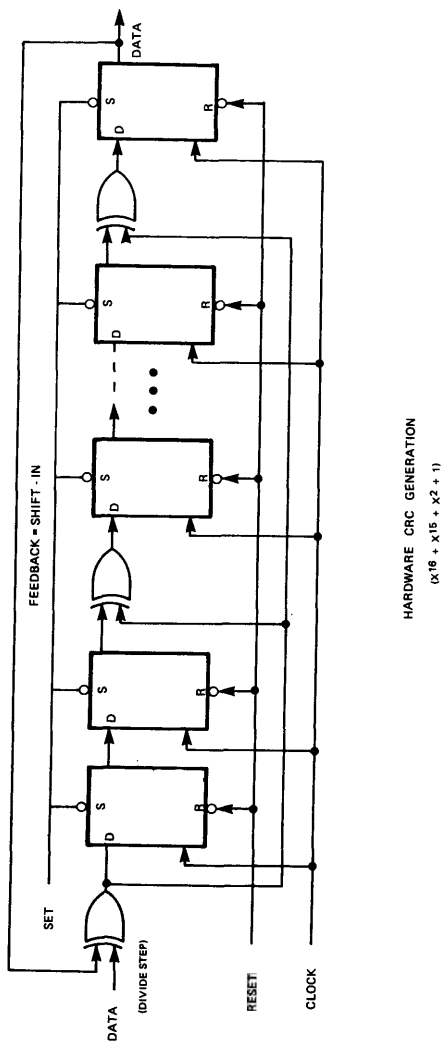 FEEDBACK = SHIFT - IN
SET
S
S
S
S
S
D
D
D
D
D
R
R
R
R
R
DATA
DATA
(DIVIDE STEP)
RESET
CLOCK
HARDWARE CRC GENERATION
(X16 + X15 + X2 + 1)